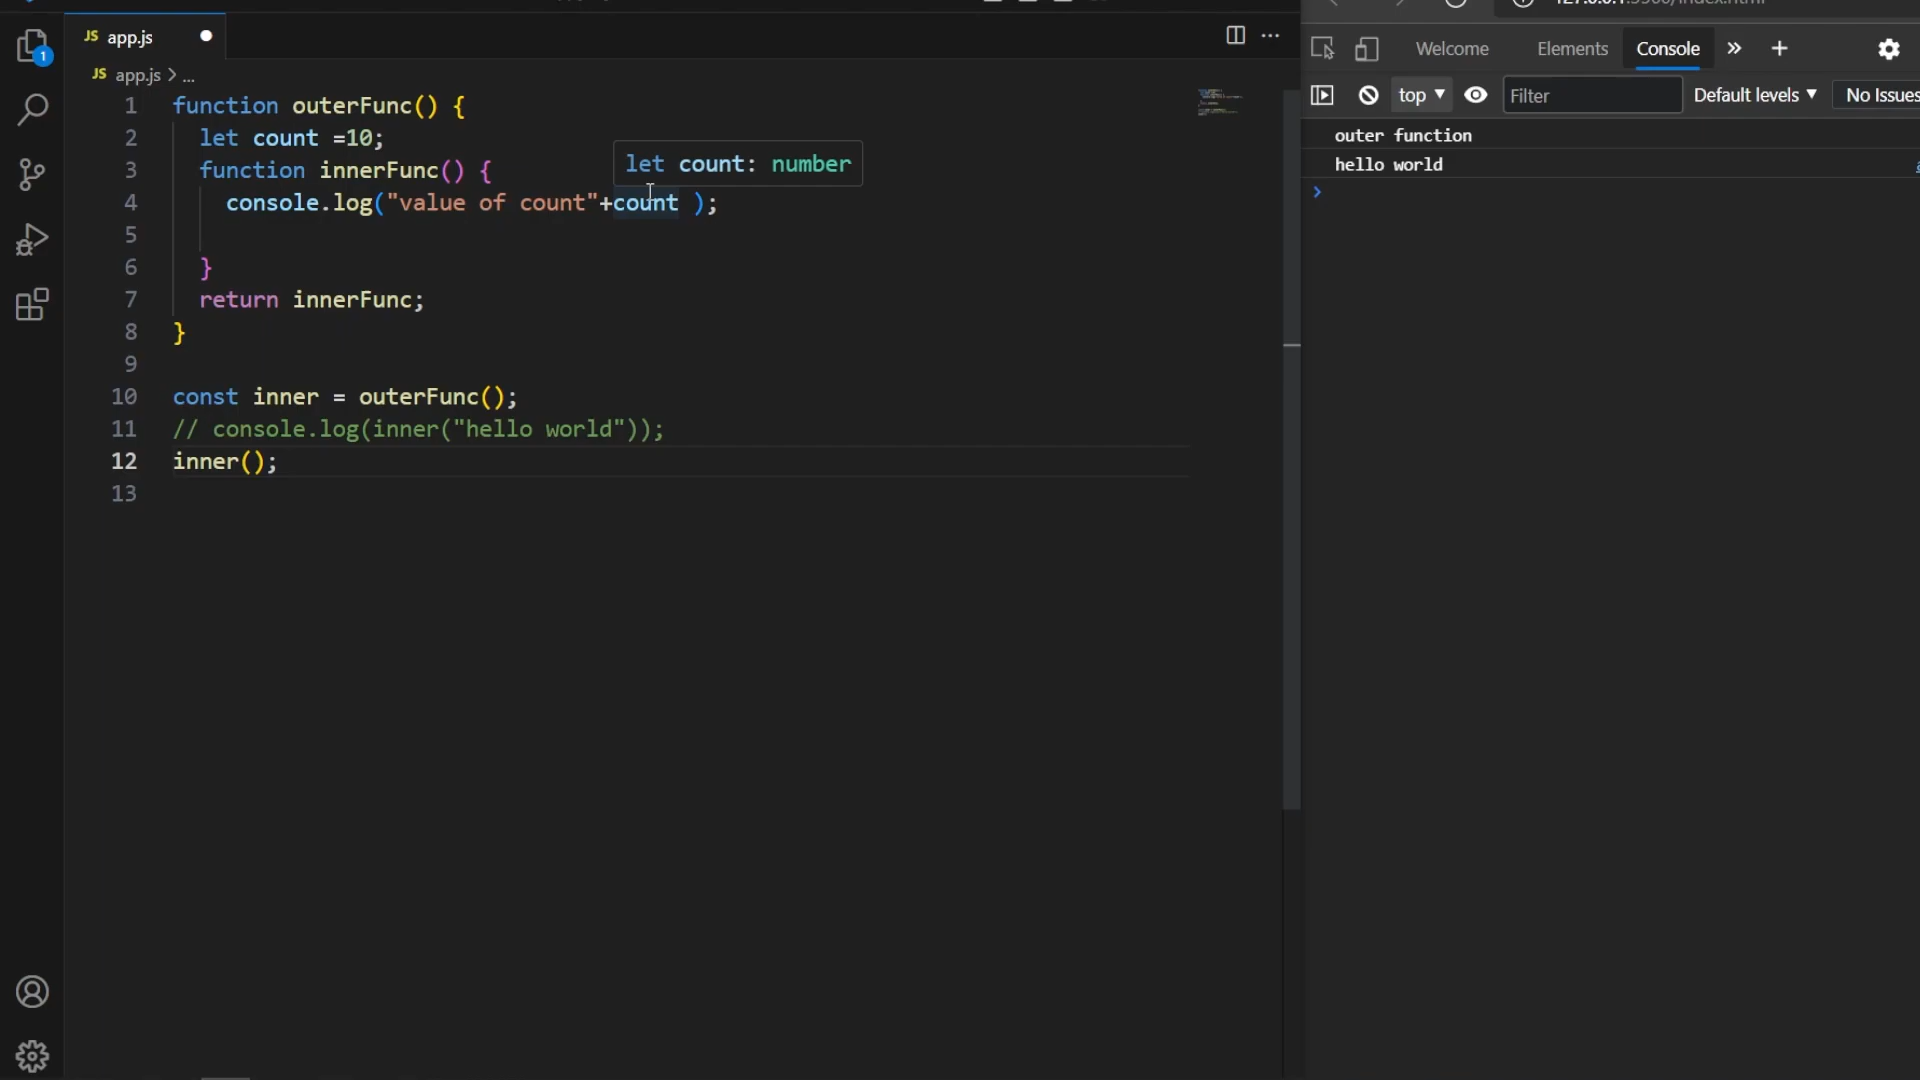 JS app.js
JS app.js > ...
1 function outerFunc() {
2 let count =10;
3 function innerFunc() {
let count: number
4 console.log("value of count"+count );
5
6 }
7 return innerFunc;
8 }
9
10 const inner = outerFunc();
11 // console.log(inner("hello world"));
12 inner();
13
1
Welcome Elements Console
top Filter Default levels No Issues
outer function
hello world